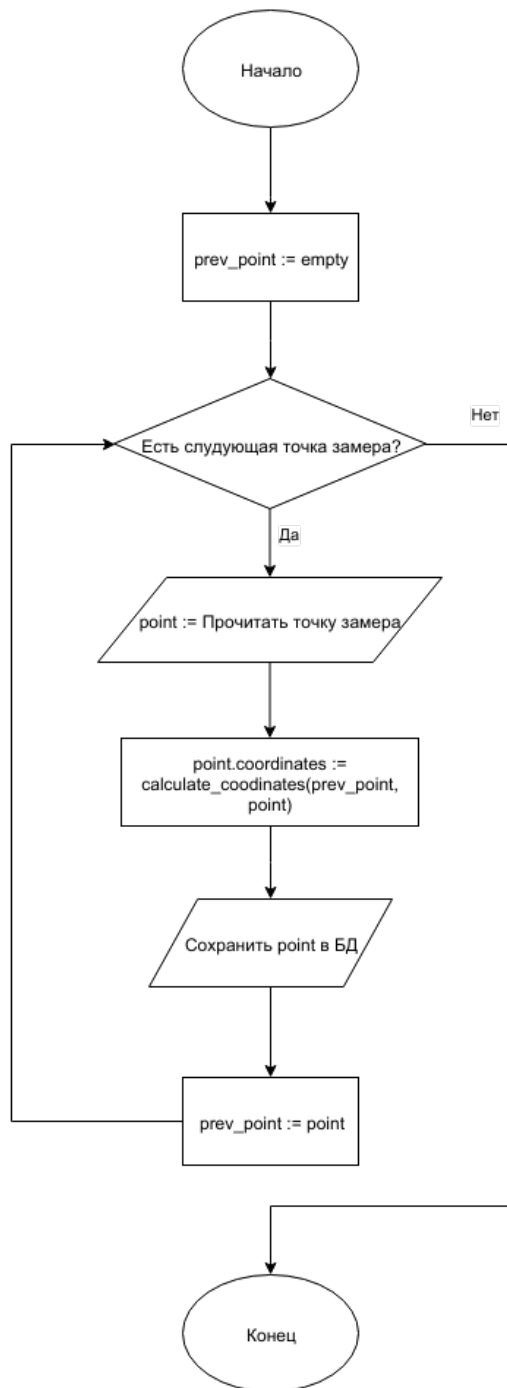 Начало
prev_point := empty
Есть слудующая точка замера?
Нет
Да
point := Прочитать точку замера
point.coordinates :=
calculate_coodinates(prev_point,
point)
Сохранить point в БД
prev_point := point
Конец